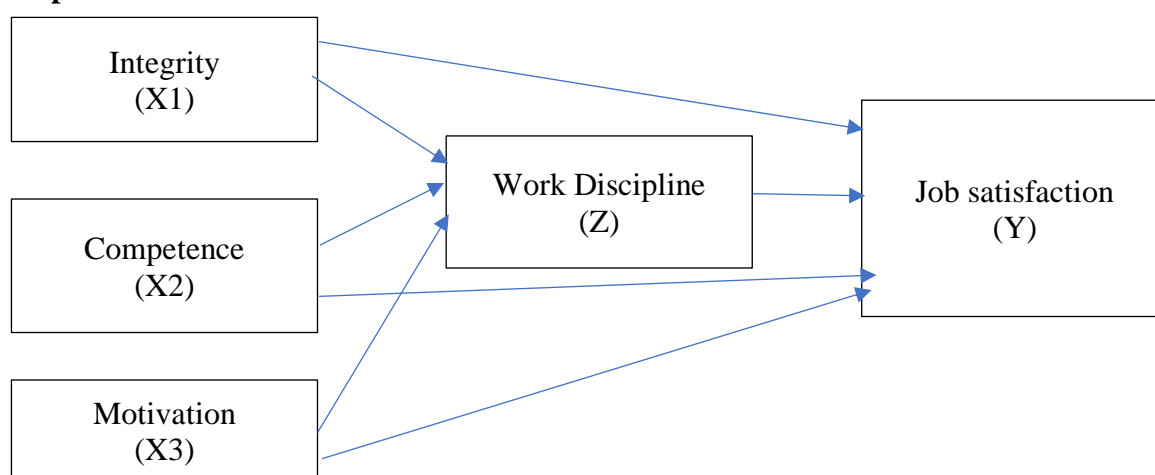 Integrity
(X1)
Work Discipline
(Z)
Job satisfaction
(Y)
Competence
(X2)
Motivation
(X3)